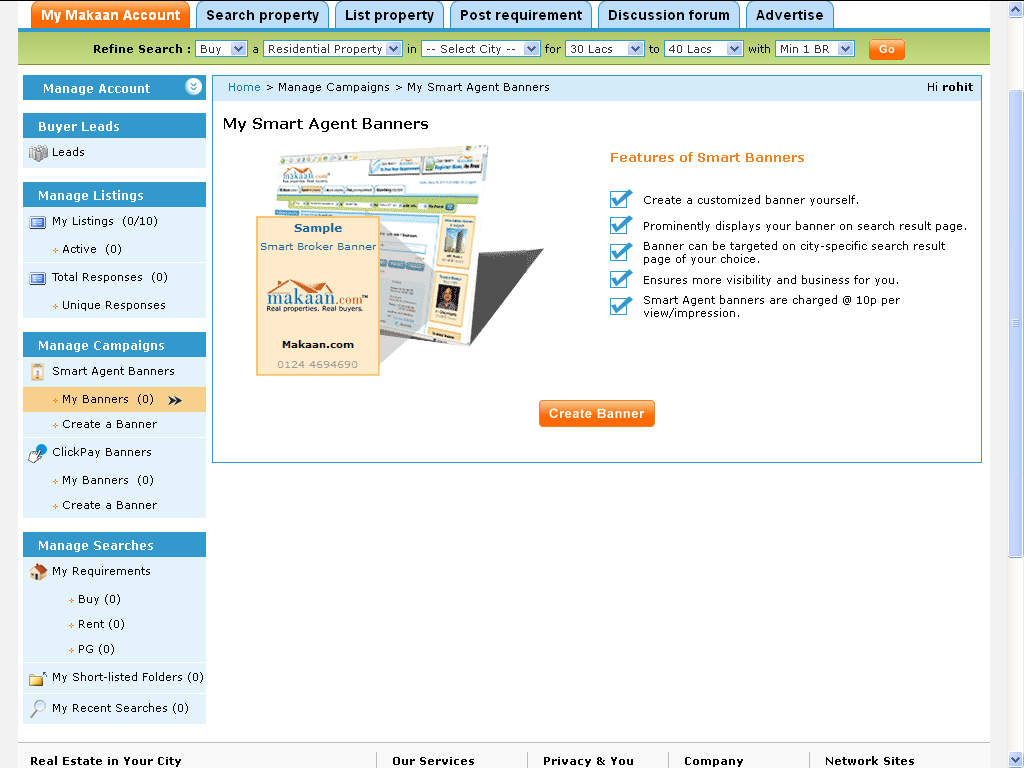 My Makaan Account Search property List property Post requirement Discussion forum Advertise
Refine Search : Buy a Residential Property in -- Select City -- for 30 Lacs to 40 Lacs with Min 1 BR Go
Manage Account
Home > Manage Campaigns > My Smart Agent Banners
Hi rohit
Buyer Leads
Leads
Manage Listings
My Listings (0/10)
Active (0)
Total Responses (0)
Unique Responses
Manage Campaigns
Smart Agent Banners
My Banners (0)
Create a Banner
ClickPay Banners
My Banners (0)
Create a Banner
Manage Searches
My Requirements
Buy (0)
Rent (0)
PG (0)
My Short-listed Folders (0)
My Recent Searches (0)
My Smart Agent Banners
makaan.com
Sample
Smart Broker Banner
makaan.com™
Real properties. Real buyers.
Makaan.com
0124 4694690
Features of Smart Banners
Create a customized banner yourself.
Prominently displays your banner on search result page.
Banner can be targeted on city-specific search result
page of your choice.
Ensures more visibility and business for you.
Smart Agent banners are charged @ 10p per
view/impression.
Create Banner
Real Estate in Your City Our Services Privacy & You Company Network Sites